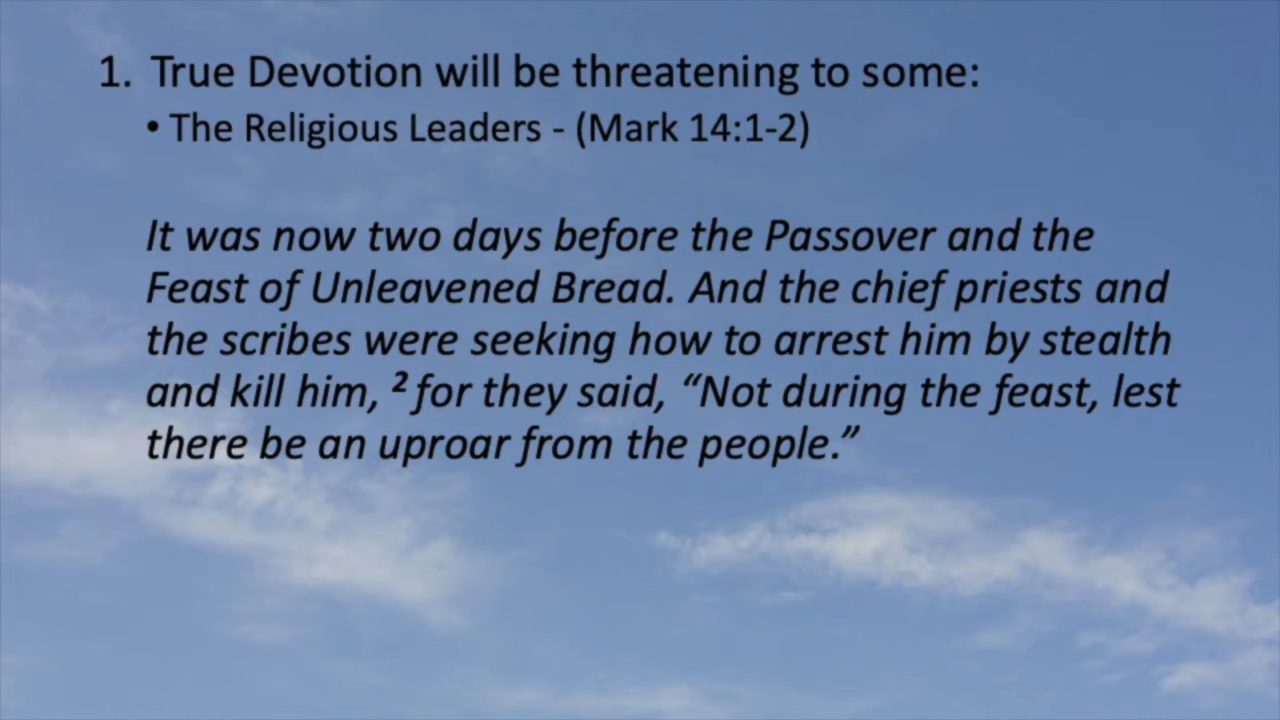 1. True Devotion will be threatening to some:
• The Religious Leaders - (Mark 14:1-2)
It was now two days before the Passover and the
Feast of Unleavened Bread. And the chief priests and
the scribes were seeking how to arrest him by stealth
and kill him, ² for they said, “Not during the feast, lest
there be an uproar from the people.”